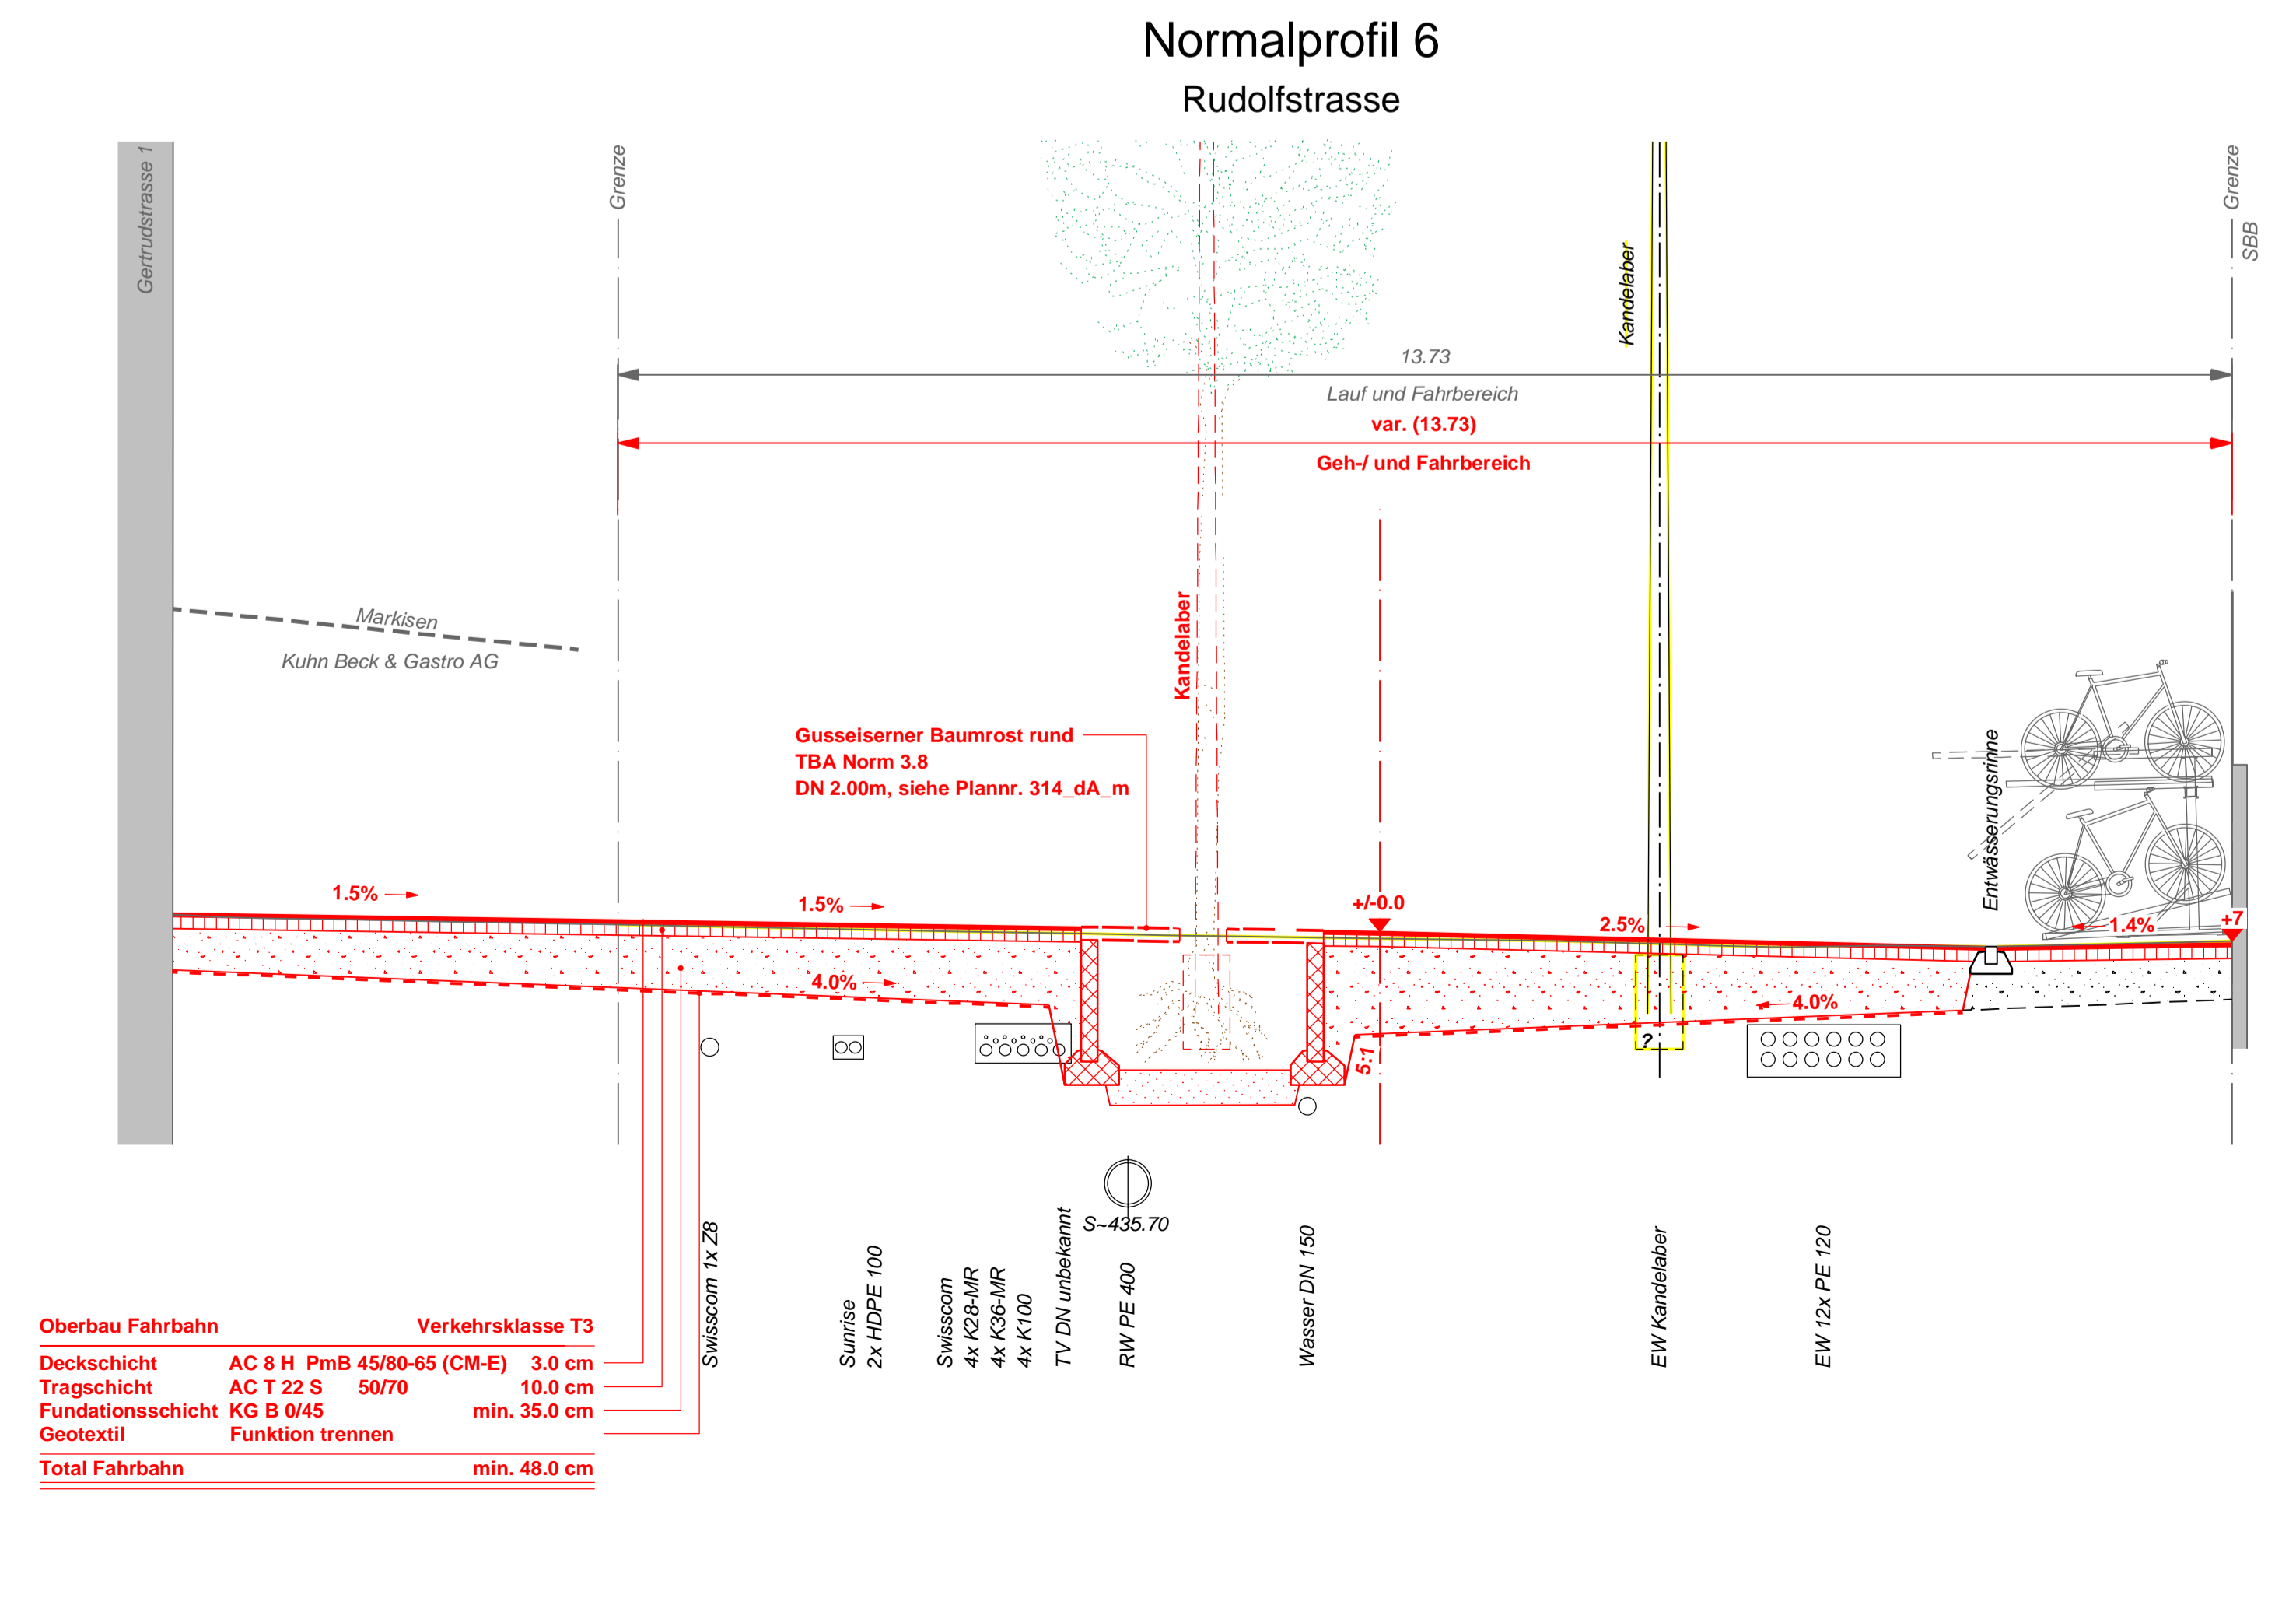 Normalprofil 6
Rudolfstrasse
Gertrudstrasse 1
Grenze
Kandelaber
Grenze
SBB
13.73
Lauf und Fahrbereich
var. (13.73)
Geh-/ und Fahrbereich
Markisen
Kuhn Beck & Gastro AG
Kandelaber
Gusseiserner Baumrost rund
TBA Norm 3.8
DN 2.00m, siehe Plannr. 314_dA_m
Entwässerungsrinne
1.5%
1.5%
+/-0.0
2.5%
1.4%
+7
4.0%
4.0%
5:1
?
S~435.70
Swisscom 1x Z8
Sunrise
2x HDPE 100
Swisscom
4x K28-MR
4x K36-MR
4x K100
TV DN unbekannt
RW PE 400
Wasser DN 150
EW Kandelaber
EW 12x PE 120
Oberbau Fahrbahn Verkehrsklasse T3
Deckschicht AC 8 H PmB 45/80-65 (CM-E) 3.0 cm
Tragschicht AC T 22 S 50/70 10.0 cm
Fundationsschicht KG B 0/45 min. 35.0 cm
Geotextil Funktion trennen
Total Fahrbahn min. 48.0 cm